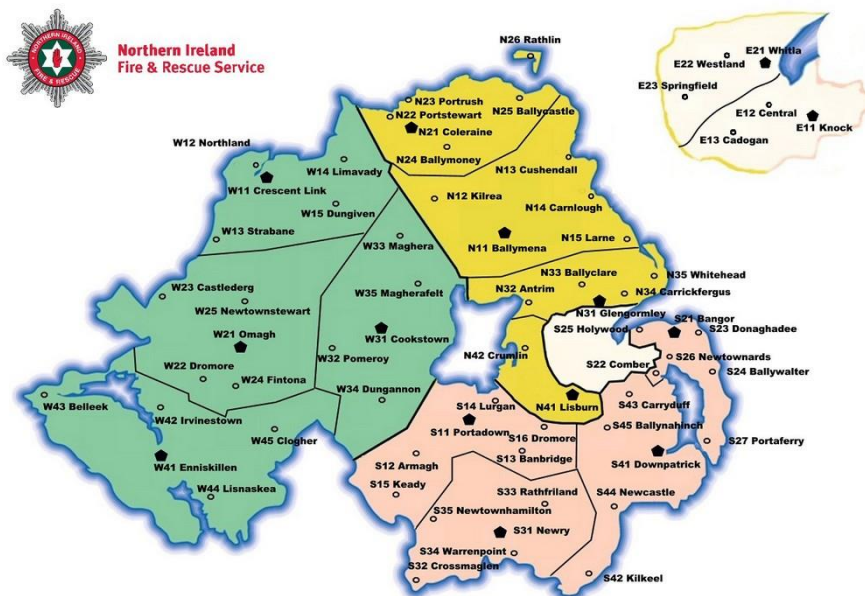 NORTHERN IRELAND
FIRE & RESCUE
Northern Ireland
Fire & Rescue Service
N26 Rathlin
E21 Whitla
E22 Westland
E23 Springfield
E12 Central
E11 Knock
E13 Cadogan
N23 Portrush
N25 Ballycastle
N22 Portstewart
N21 Coleraine
N24 Ballymoney
W12 Northland
W14 Limavady
N13 Cushendall
W11 Crescent Link
N12 Kilrea
N14 Carnlough
W15 Dungiven
W13 Strabane
W33 Maghera
N11 Ballymena
N15 Larne
N33 Ballyclare
N35 Whitehead
W35 Magherafelt
N32 Antrim
N34 Carrickfergus
W23 Castlederg
W25 Newtownstewart
N31 Glengormley
S21 Bangor
S25 Holywood
S23 Donaghadee
W21 Omagh
W31 Cookstown
W32 Pomeroy
N42 Crumlin
S26 Newtownards
W22 Dromore
S22 Comber
S24 Ballywalter
W24 Fintona
W34 Dungannon
W43 Belleek
S14 Lurgan
N41 Lisburn
S43 Carryduff
W42 Irvinestown
S11 Portadown
S16 Dromore
S45 Ballynahinch
W45 Clogher
S27 Portaferry
S12 Armagh
S13 Banbridge
S41 Downpatrick
W41 Enniskillen
S15 Keady
W44 Lisnaskea
S33 Rathfriland
S44 Newcastle
S35 Newtownhamilton
S31 Newry
S34 Warrenpoint
S32 Crossmaglen
S42 Kilkeel